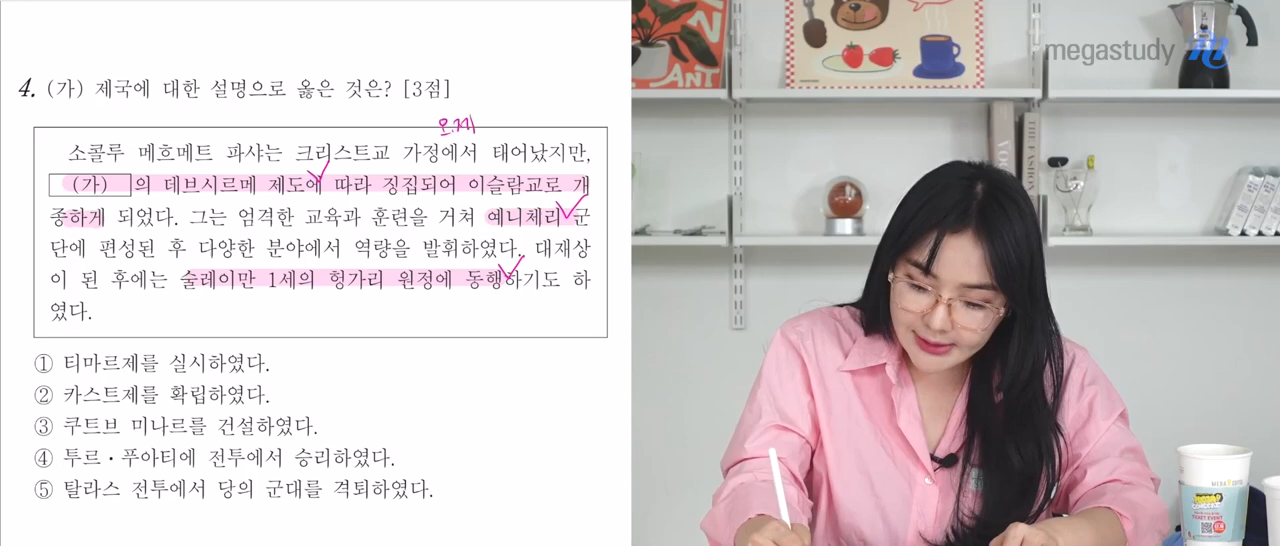 4. (가) 제국에 대한 설명으로 옳은 것은? [3점]
오.제
소콜루 메흐메트 파샤는 크리스트교 가정에서 태어났지만,
(가) 의 데브시르메 제도에 따라 징집되어 이슬람교로 개
종하게 되었다. 그는 엄격한 교육과 훈련을 거쳐 예니체리 군
단에 편성된 후 다양한 분야에서 역량을 발휘하였다. 대재상
이 된 후에는 술레이만 1세의 헝가리 원정에 동행하기도 하
였다.
① 티마르제를 실시하였다.
② 카스트제를 확립하였다.
③ 쿠트브 미나르를 건설하였다.
④ 투르·푸아티에 전투에서 승리하였다.
⑤ 탈라스 전투에서 당의 군대를 격퇴하였다.
megastudy
ANT
THE FASHION
TICKET EVENT